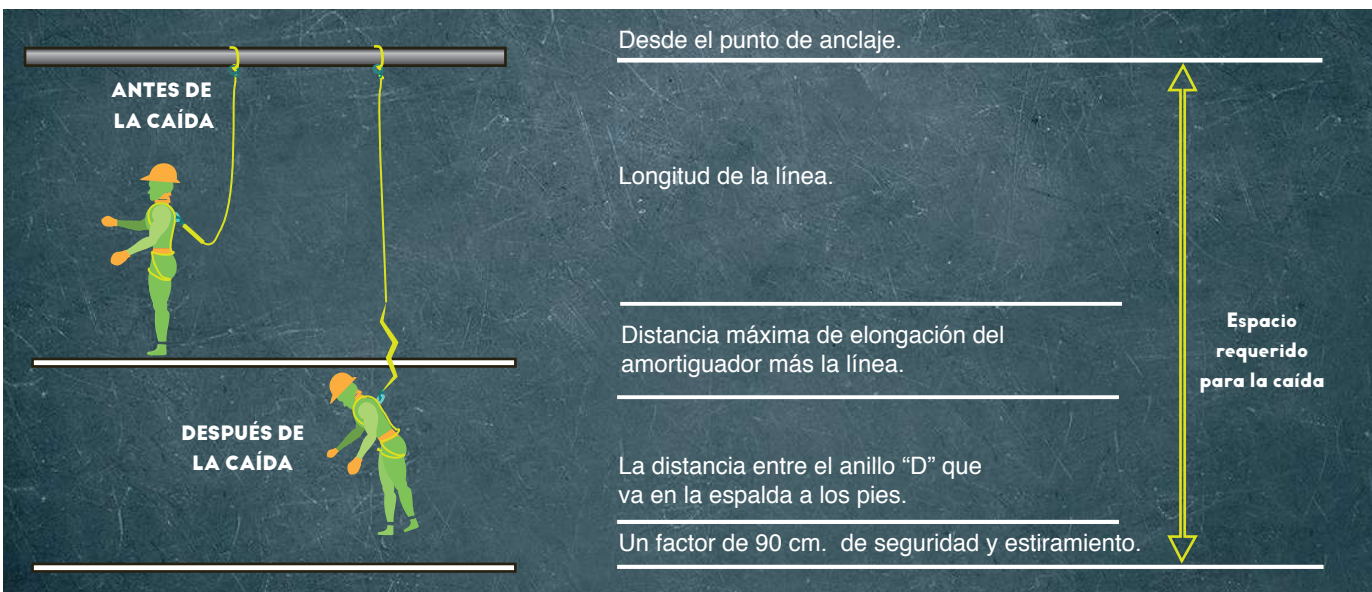 Desde el punto de anclaje.
ANTES DE
LA CAÍDA
Longitud de la línea.
Distancia máxima de elongación del
amortiguador más la línea.
Espacio
requerido
para la caída
DESPUÉS DE
LA CAÍDA
La distancia entre el anillo “D” que
va en la espalda a los pies.
Un factor de 90 cm.  de seguridad y estiramiento.